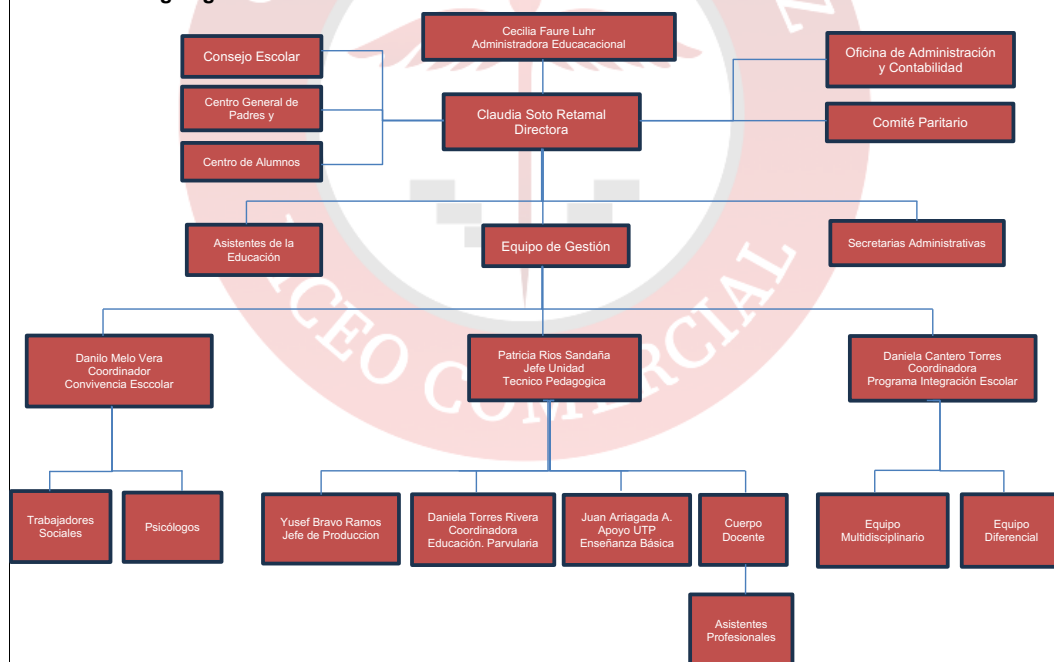 Cecilia Faure Luhr
Administradora Educacacional
Consejo Escolar
Oficina de Administración
y Contabilidad
Centro General de
Padres y
Claudia Soto Retamal
Directora
Comité Paritario
Centro de Alumnos
Asistentes de la
Educación
Equipo de Gestión
Secretarias Administrativas
Danilo Melo Vera
Coordinador
Convivencia Esccolar
Patricia Rios Sandaña
Jefe Unidad
Tecnico Pedagogica
Daniela Cantero Torres
Coordinadora
Programa Integración Escolar
Trabajadores
Sociales
Psicólogos
Yusef Bravo Ramos
Jefe de Produccion
Daniela Torres Rivera
Coordinadora
Educación. Parvularia
Juan Arriagada A.
Apoyo UTP
Enseñanza Básica
Cuerpo
Docente
Equipo
Multidisciplinario
Equipo
Diferencial
Asistentes
Profesionales
LICEO COMERCIAL